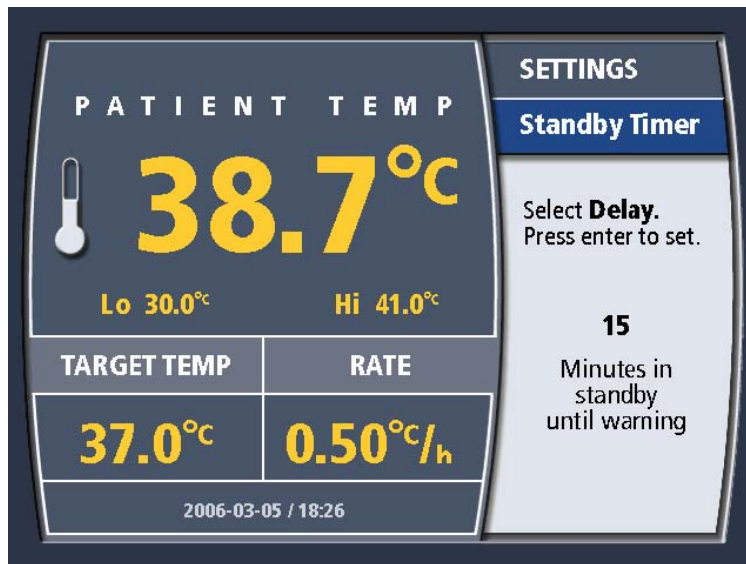 PATIENT TEMP
38.7°C
Lo 30.0°C Hi 41.0°C
TARGET TEMP RATE
37.0°C 0.50°C/h
2006-03-05 / 18:26
SETTINGS
Standby Timer
Select Delay.
Press enter to set.
15
Minutes in
standby
until warning